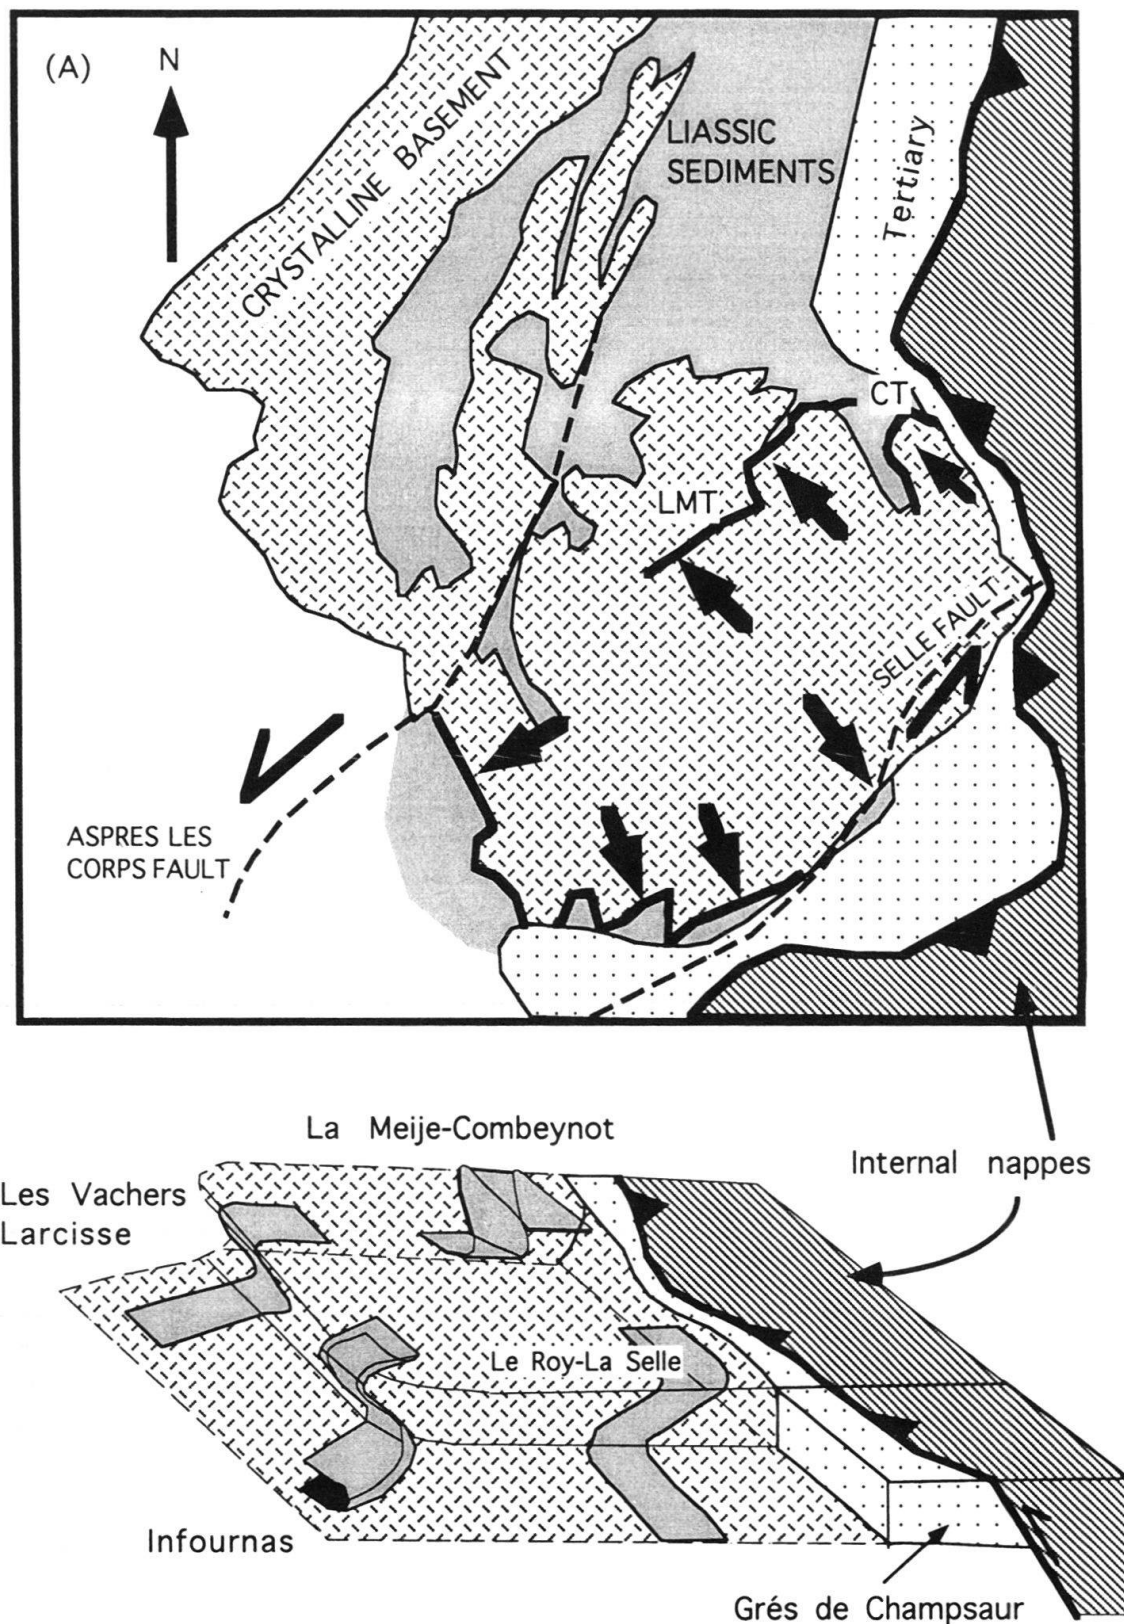 (A)
N
CRYSTALLINE BASEMENT
LIASSIC
SEDIMENTS
Tertiary
CT
LMT
SELLE FAULT
ASPRES LES
CORPS FAULT
La Meije-Combeynot
Internal nappes
Les Vachers
Larcisse
Le Roy-La Selle
Infournas
Grés de Champsaur